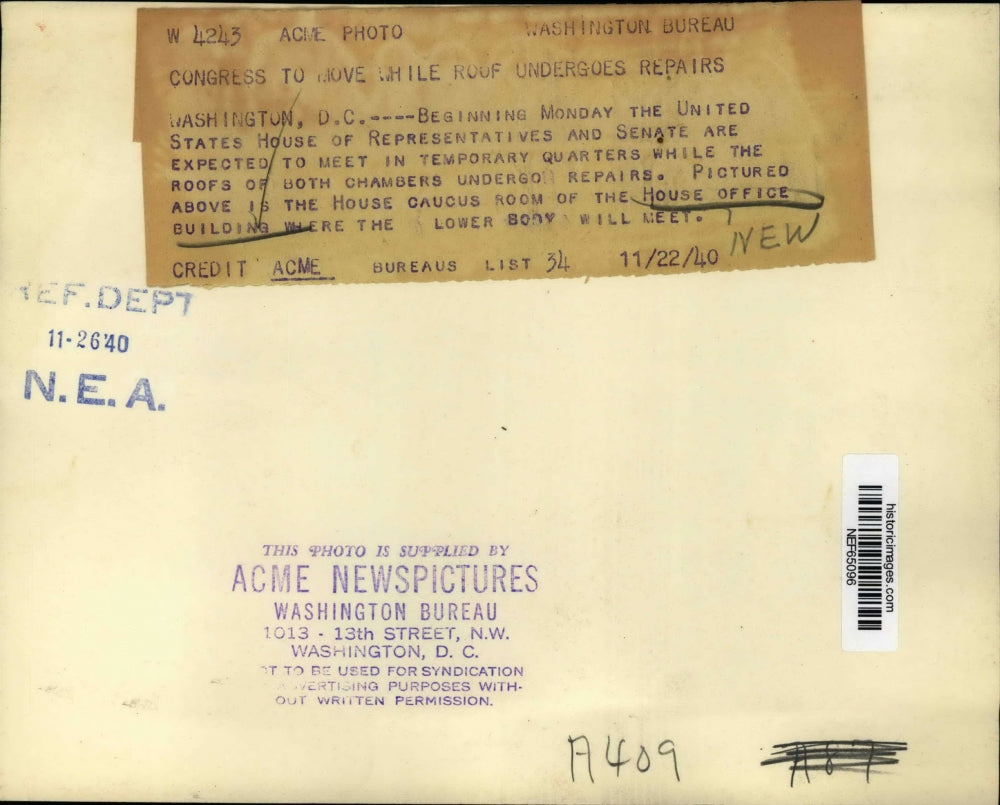 W 4243 ACME PHOTO WASHINGTON BUREAU
CONGRESS TO MOVE WHILE ROOF UNDERGOES REPAIRS
WASHINGTON, D.C.----BEGINNING MONDAY THE UNITED
STATES HOUSE OF REPRESENTATIVES AND SENATE ARE
EXPECTED TO MEET IN TEMPORARY QUARTERS WHILE THE
ROOFS OF BOTH CHAMBERS UNDERGO REPAIRS. PICTURED
ABOVE IS THE HOUSE CAUCUS ROOM OF THE HOUSE OFFICE
BUILDING WHERE THE LOWER BODY WILL MEET.
NEW
CREDIT ACME BUREAUS LIST 34 11/22/40
REF. DEPT
11-26'40
N.E.A.
historicimages.com
NEF65096
THIS PHOTO IS SUPPLIED BY
ACME NEWSPICTURES
WASHINGTON BUREAU
1013 - 13th STREET, N.W.
WASHINGTON, D. C.
TO BE USED FOR SYNDICATION
PURPOSES WITH-
OUT WRITTEN PERMISSION.
A409